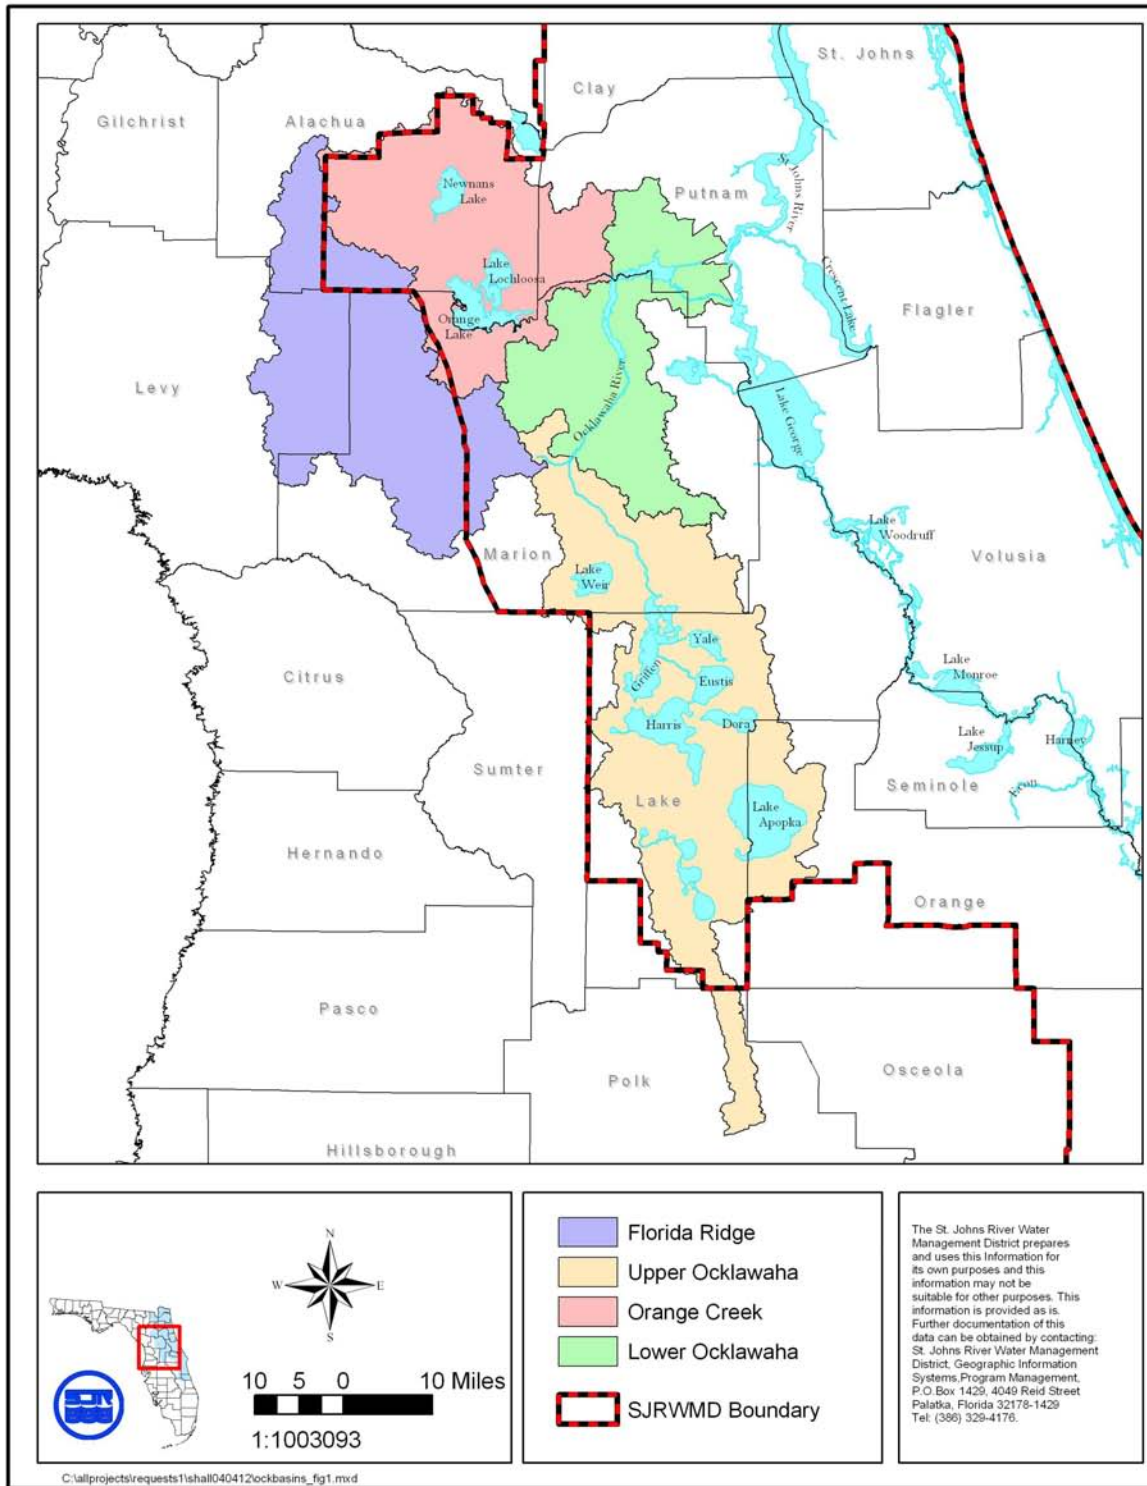 St. Johns
Clay
Gilchrist
Alachua
Putnam
St Johns River
Newnans
Lake
Lake
Lochloosa
Crescent Lake
Orange
Lake
Flagler
Levy
Ocklawaha River
Lake George
Lake
Woodruff
Marion
Volusia
Lake
Weir
Yale
Griffen
Eustis
Lake
Monroe
Citrus
Harris
Dora
Lake
Jessup
Harney
Sumter
Econ
Seminole
Lake
Lake
Apopka
Hernando
Orange
Pasco
Polk
Osceola
Hillsborough
N
W
E
S
10 5 0 10 Miles
1:1003093
Florida Ridge
Upper Ocklawaha
Orange Creek
Lower Ocklawaha
SJRWMD Boundary
The St. Johns River Water
Management District prepares
and uses this Information for
its own purposes and this
information may not be
suitable for other purposes. This
information is provided as is.
Further documentation of this
data can be obtained by contacting:
St. Johns River Water Management
District, Geographic Information
Systems,Program Management,
P.O.Box 1429, 4049 Reid Street
Palatka, Florida 32178-1429
Tel: (386) 329-4176.
C:\allprojects\requests1\shall040412\ockbasins_fig1.mxd